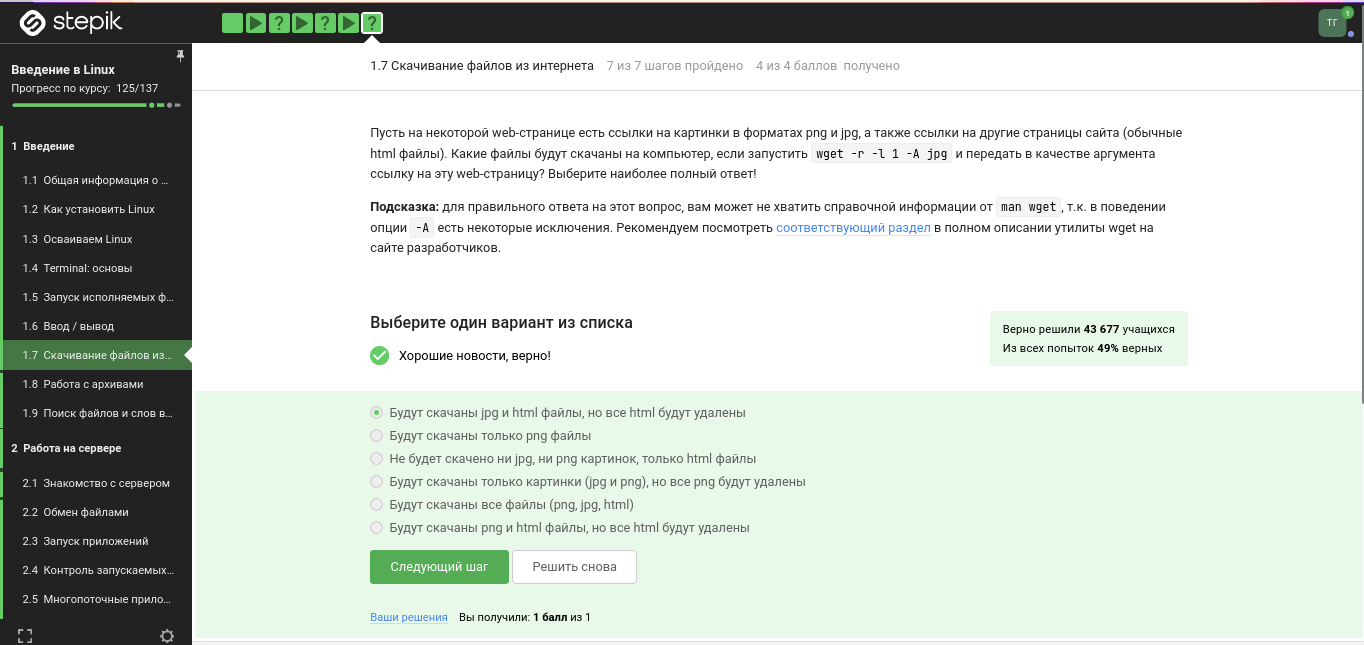 stepik
ТГ
1
Введение в Linux
Прогресс по курсу: 125/137
1 Введение
1.1 Общая информация о ...
1.2 Как установить Linux
1.3 Осваиваем Linux
1.4 Terminal: основы
1.5 Запуск исполняемых ф...
1.6 Ввод / вывод
1.7 Скачивание файлов из...
1.8 Работа с архивами
1.9 Поиск файлов и слов в...
2 Работа на сервере
2.1 Знакомство с сервером
2.2 Обмен файлами
2.3 Запуск приложений
2.4 Контроль запускаемых...
2.5 Многопоточные прило...
1.7 Скачивание файлов из интернета 7 из 7 шагов пройдено 4 из 4 баллов получено
Пусть на некоторой web-странице есть ссылки на картинки в форматах png и jpg, а также ссылки на другие страницы сайта (обычные
html файлы). Какие файлы будут скачаны на компьютер, если запустить wget -r -l 1 -A jpg и передать в качестве аргумента
ссылку на эту web-страницу? Выберите наиболее полный ответ!
Подсказка: для правильного ответа на этот вопрос, вам может не хватить справочной информации от man wget, т.к. в поведении
опции -A есть некоторые исключения. Рекомендуем посмотреть соответствующий раздел в полном описании утилиты wget на
сайте разработчиков.
Выберите один вариант из списка
Хорошие новости, верно!
Верно решили 43 677 учащихся
Из всех попыток 49% верных
Будут скачаны jpg и html файлы, но все html будут удалены
Будут скачаны только png файлы
Не будет скачено ни jpg, ни png картинок, только html файлы
Будут скачаны только картинки (jpg и png), но все png будут удалены
Будут скачаны все файлы (png, jpg, html)
Будут скачаны png и html файлы, но все html будут удалены
Следующий шаг
Решить снова
Ваши решения Вы получили: 1 балл из 1